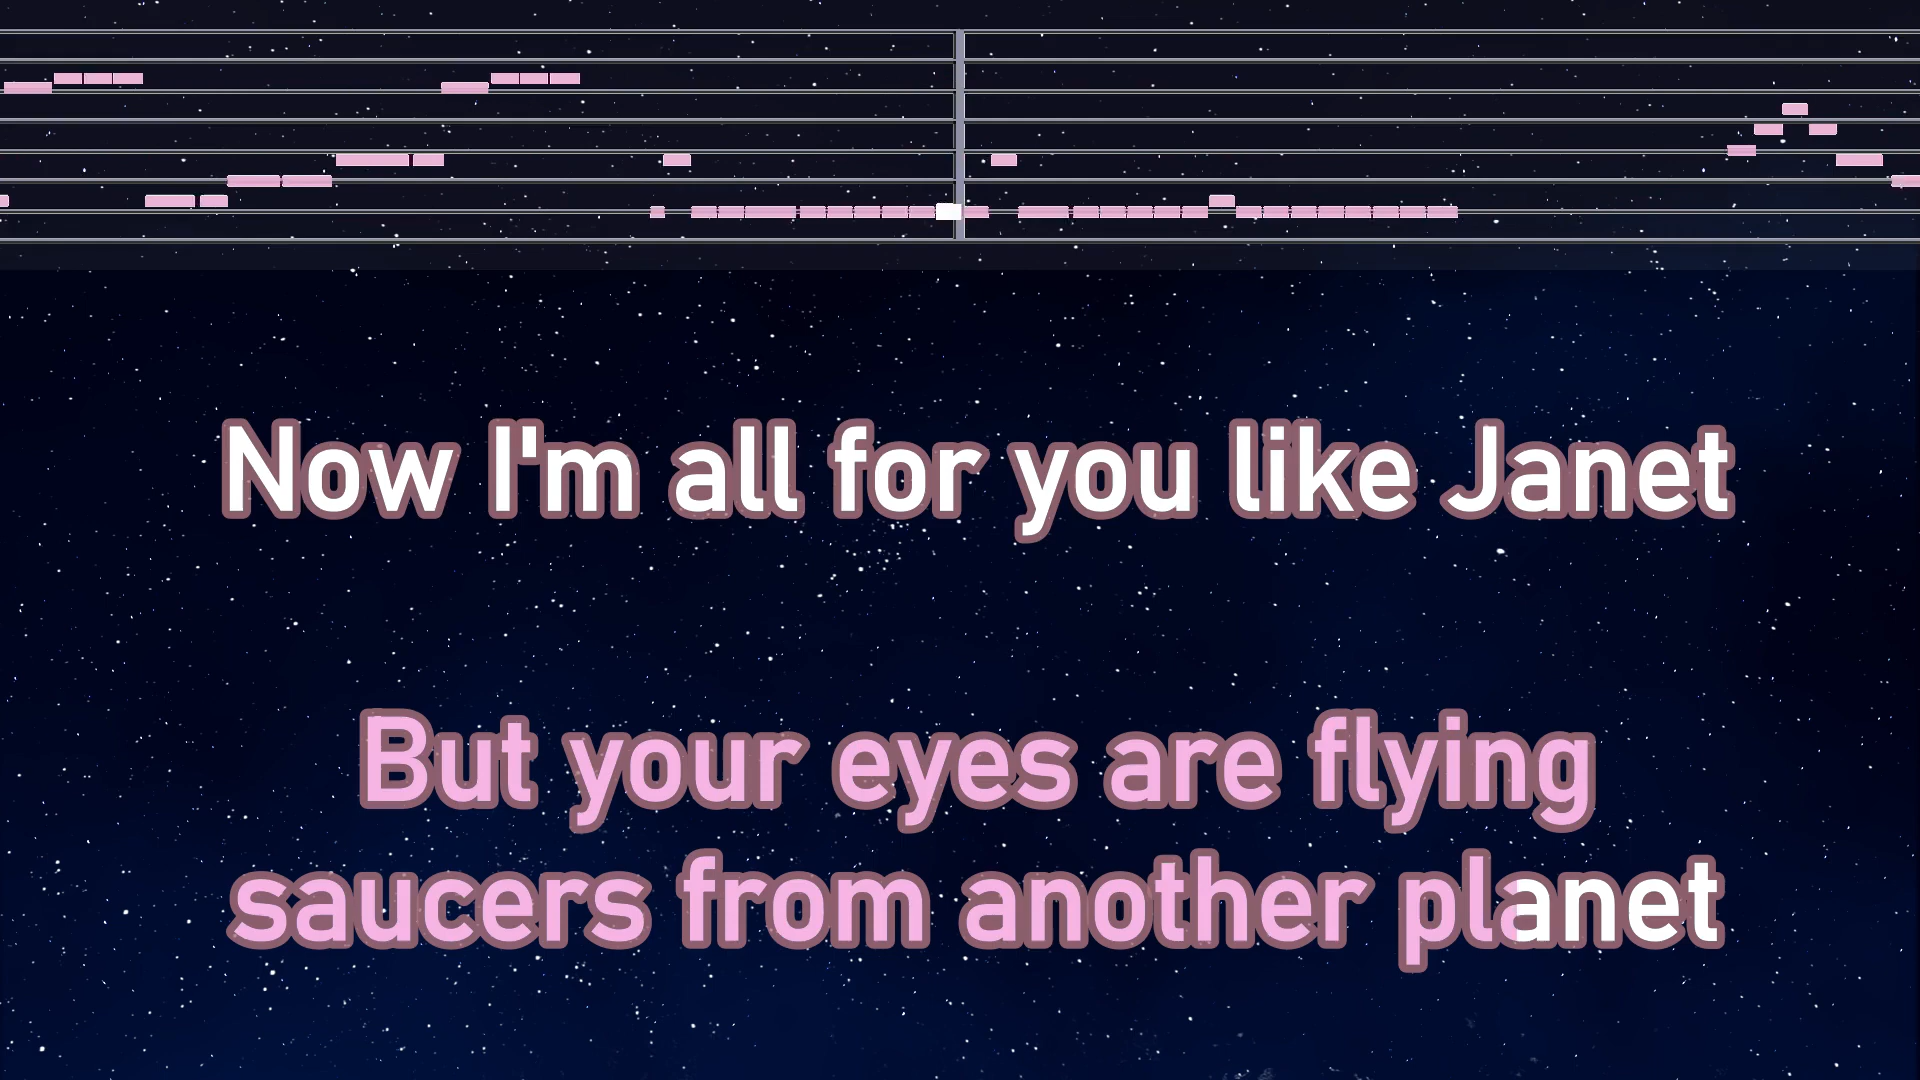 Now I'm all for you like Janet
But your eyes are flying
saucers from another planet